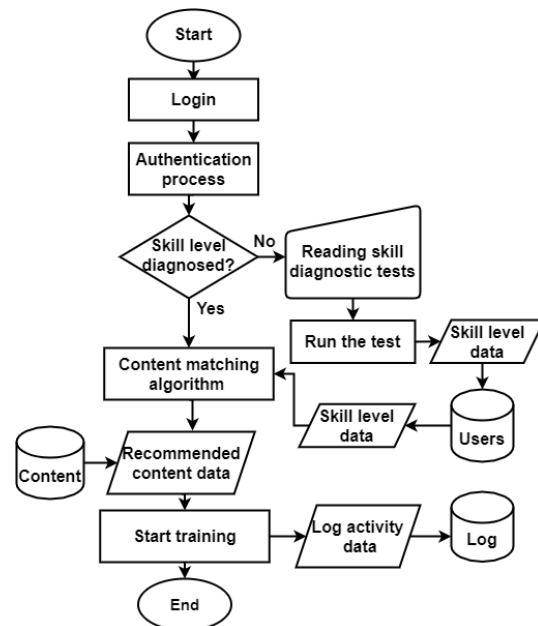 Start
Login
Authentication
process
Skill level
diagnosed?
No
Reading skill
diagnostic tests
Yes
Run the test
Skill level
data
Content matching
algorithm
Skill level
data
Users
Content
Recommended
content data
Start training
Log activity
data
Log
End